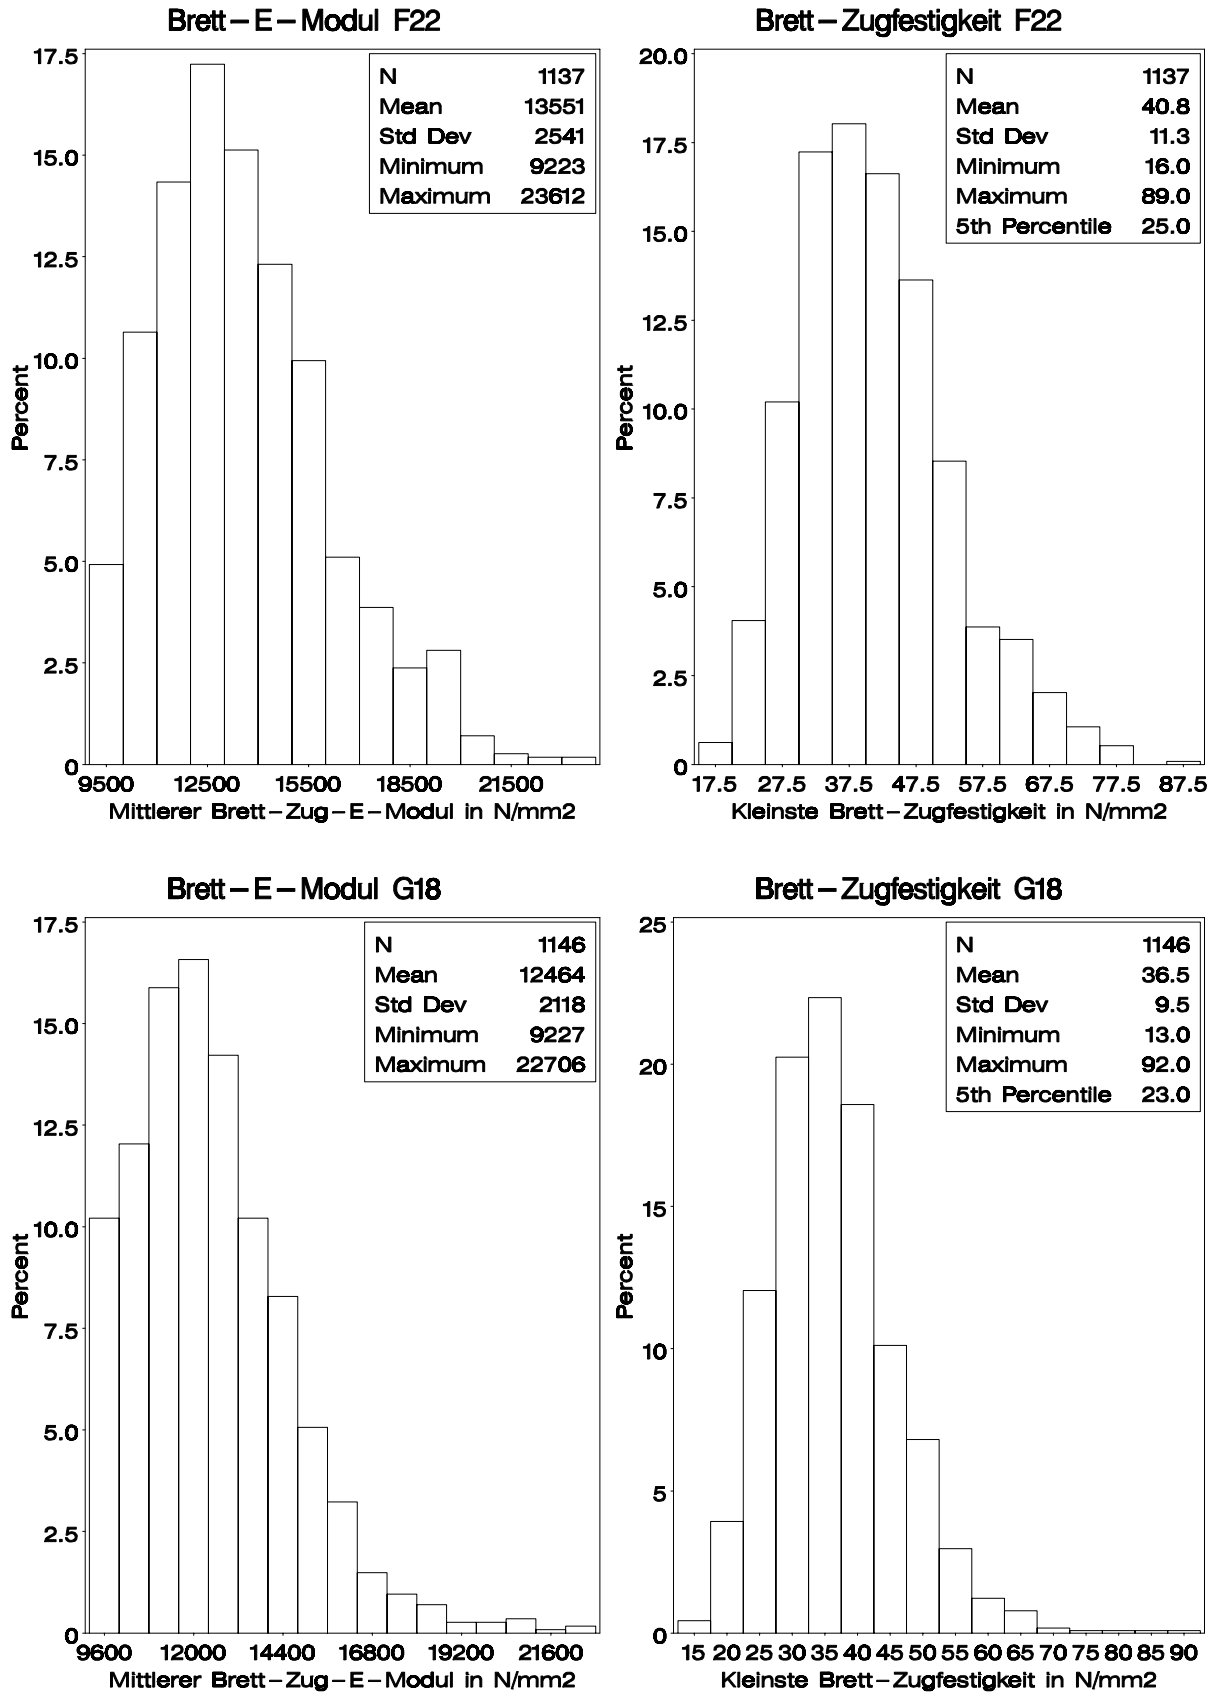 Brett-E-Modul F22
17.5
15.0
12.5
10.0
7.5
5.0
2.5
0
Percent
N 1137
Mean 13551
Std Dev 2541
Minimum 9223
Maximum 23612
9500 12500 15500 18500 21500
Mittlerer Brett-Zug-E-Modul in N/mm2
Brett-Zugfestigkeit F22
20.0
17.5
15.0
12.5
10.0
7.5
5.0
2.5
0
Percent
N 1137
Mean 40.8
Std Dev 11.3
Minimum 16.0
Maximum 89.0
5th Percentile 25.0
17.5 27.5 37.5 47.5 57.5 67.5 77.5 87.5
Kleinste Brett-Zugfestigkeit in N/mm2
Brett-E-Modul G18
17.5
15.0
12.5
10.0
7.5
5.0
2.5
0
Percent
N 1146
Mean 12464
Std Dev 2118
Minimum 9227
Maximum 22706
9600 12000 14400 16800 19200 21600
Mittlerer Brett-Zug-E-Modul in N/mm2
Brett-Zugfestigkeit G18
25
20
15
10
5
0
Percent
N 1146
Mean 36.5
Std Dev 9.5
Minimum 13.0
Maximum 92.0
5th Percentile 23.0
15 20 25 30 35 40 45 50 55 60 65 70 75 80 85 90
Kleinste Brett-Zugfestigkeit in N/mm2